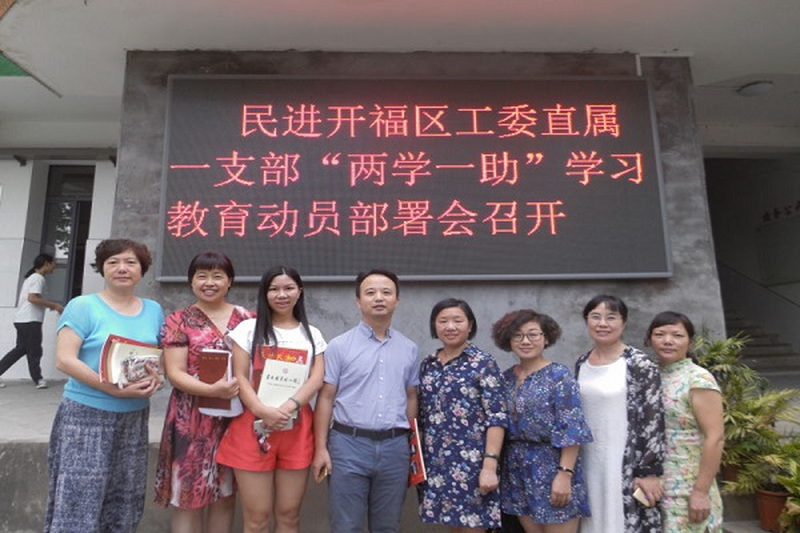 民进开福区工委直属
一支部“两学一助”学习
教育动员部署会召开